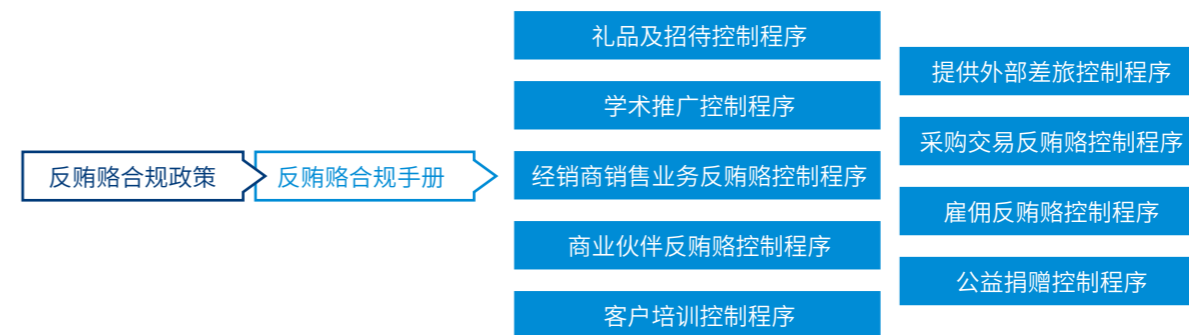 反贿赂合规政策
反贿赂合规手册
礼品及招待控制程序
学术推广控制程序
经销商销售业务反贿赂控制程序
商业伙伴反贿赂控制程序
客户培训控制程序
提供外部差旅控制程序
采购交易反贿赂控制程序
雇佣反贿赂控制程序
公益捐赠控制程序